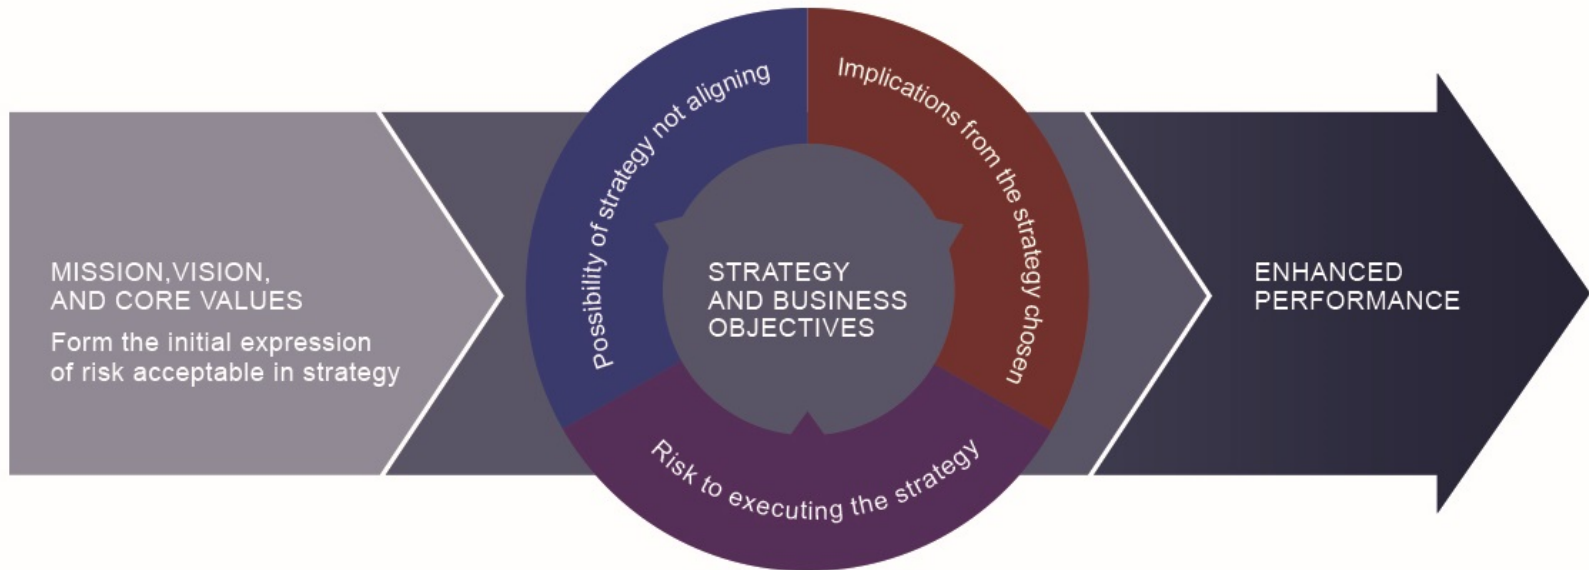 MISSION,VISION,
AND CORE VALUES
Form the initial expression
of risk acceptable in strategy
Possibility of strategy not aligning
Implications from the strategy chosen
Risk to executing the strategy
STRATEGY
AND BUSINESS
OBJECTIVES
ENHANCED
PERFORMANCE